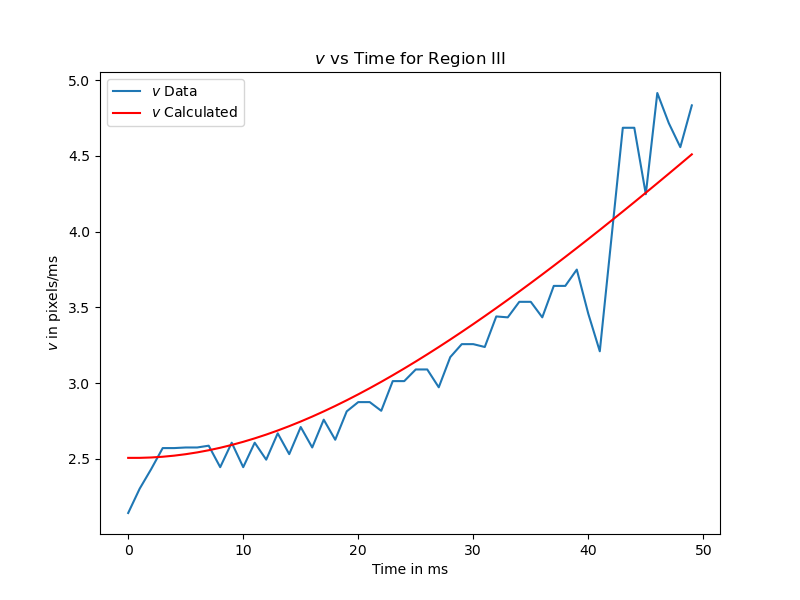 v vs Time for Region III
v Data
v Calculated
5.0
4.5
4.0
3.5
3.0
2.5
v in pixels/ms
0 10 20 30 40 50
Time in ms